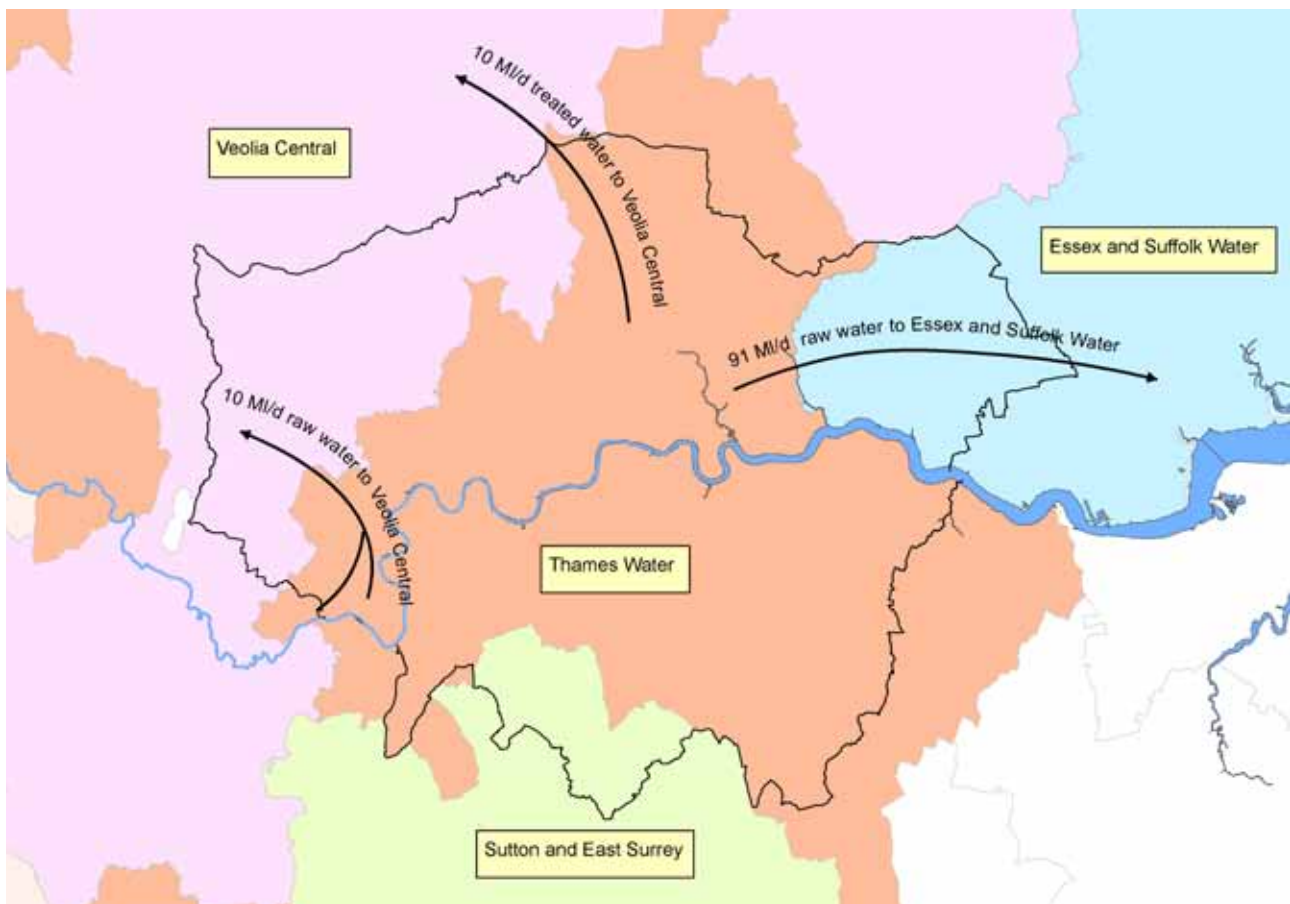 10 Ml/d treated water to Veolia Central
Veolia Central
Essex and Suffolk Water
91 Ml/d raw water to Essex and Suffolk Water
10 Ml/d raw water to Veolia Central
Thames Water
Sutton and East Surrey